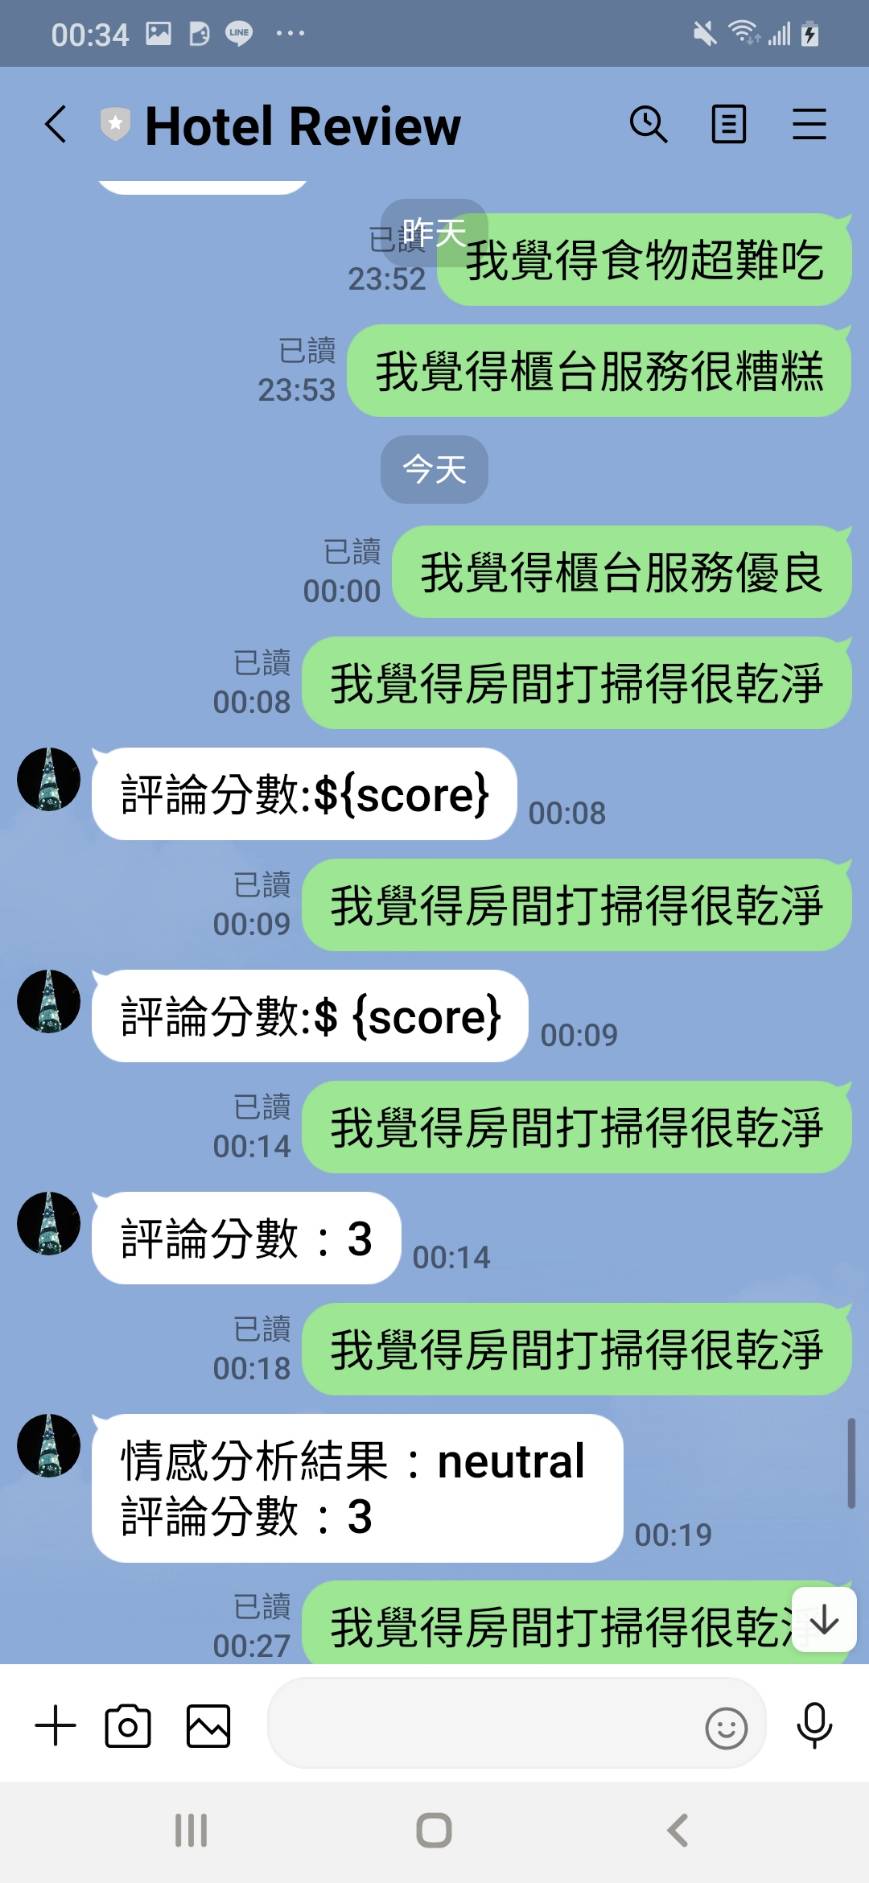 00:34 LINE
Hotel Review
昨天
已讀
23:52
我覺得食物超難吃
已讀
23:53
我覺得櫃台服務很糟糕
今天
已讀
00:00
我覺得櫃台服務優良
已讀
00:08
我覺得房間打掃得很乾淨
評論分數:${score}
00:08
已讀
00:09
我覺得房間打掃得很乾淨
評論分數:$ {score}
00:09
已讀
00:14
我覺得房間打掃得很乾淨
評論分數：3
00:14
已讀
00:18
我覺得房間打掃得很乾淨
情感分析結果：neutral
評論分數：3
00:19
已讀
00:27
我覺得房間打掃得很乾